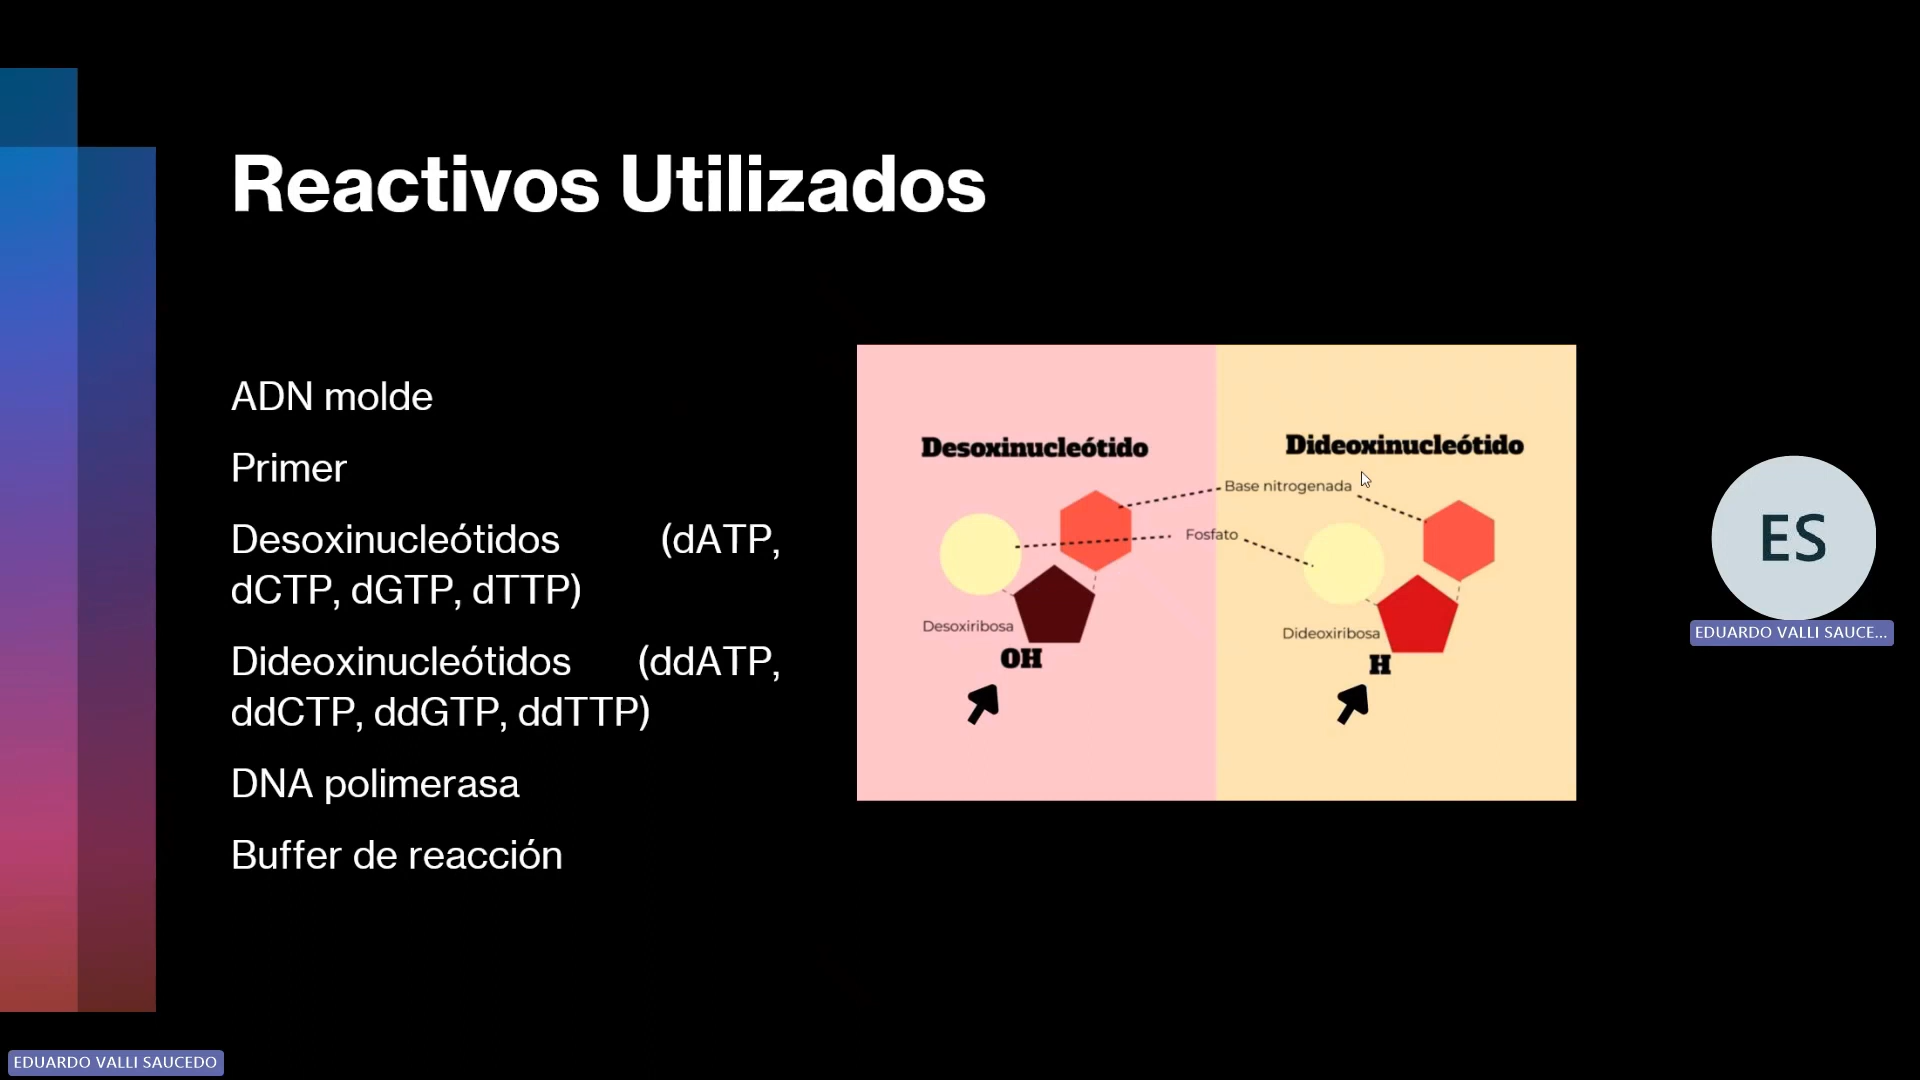 Reactivos Utilizados
ADN molde
Primer
Desoxinucleótidos (dATP,
dCTP, dGTP, dTTP)
Dideoxinucleótidos (ddATP,
ddCTP, ddGTP, ddTTP)
DNA polimerasa
Buffer de reacción
Desoxinucleótido
Dideoxinucleótido
Base nitrogenada
Fosfato
Desoxiribosa
OH
Dideoxiribosa
H
ES
EDUARDO VALLI SAUCE...
EDUARDO VALLI SAUCEDO